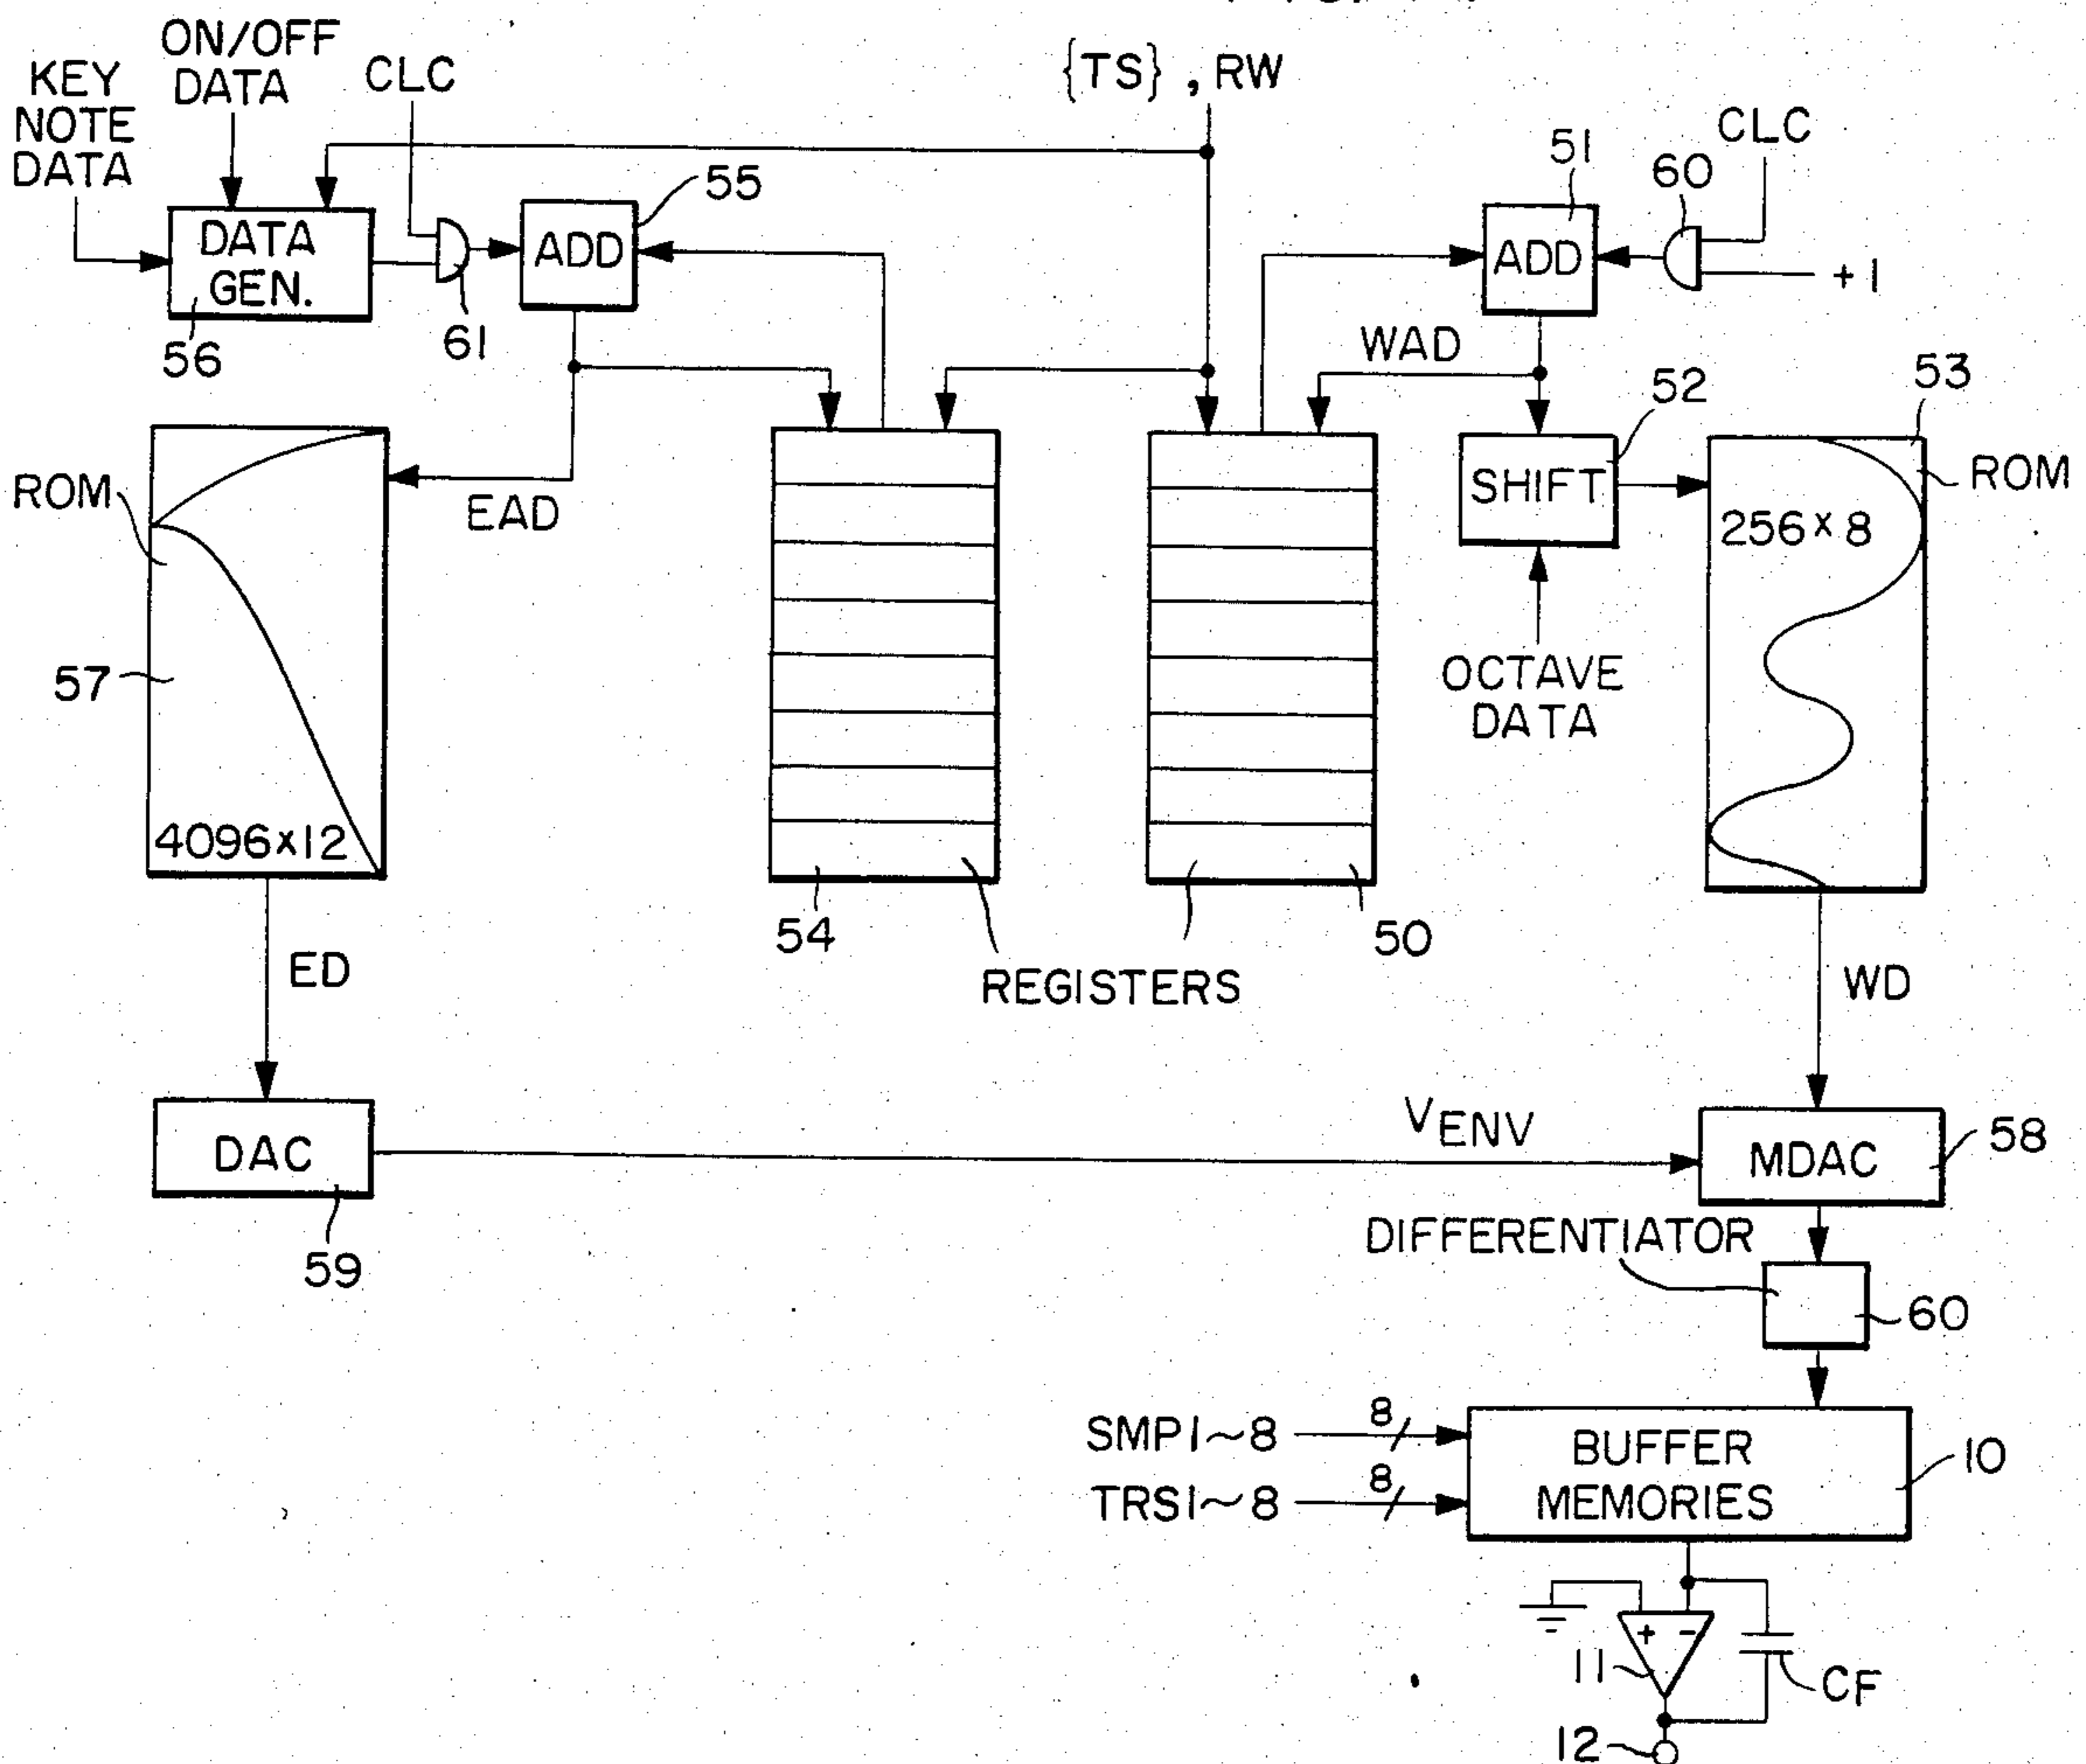 ON/OFF
DATA
KEY
NOTE
DATA
CLC
{TS}, RW
CLC
55
51
60
DATA
GEN.
ADD
ADD
+1
56
61
WAD
52
53
ROM
EAD
SHIFT
ROM
256 x 8
57
OCTAVE
DATA
4096x12
54
50
REGISTERS
ED
WD
VENV
DAC
MDAC
58
59
DIFFERENTIATOR
60
SMP1~8
8
BUFFER
MEMORIES
10
TRS1~8
8
+ -
11
CF
12